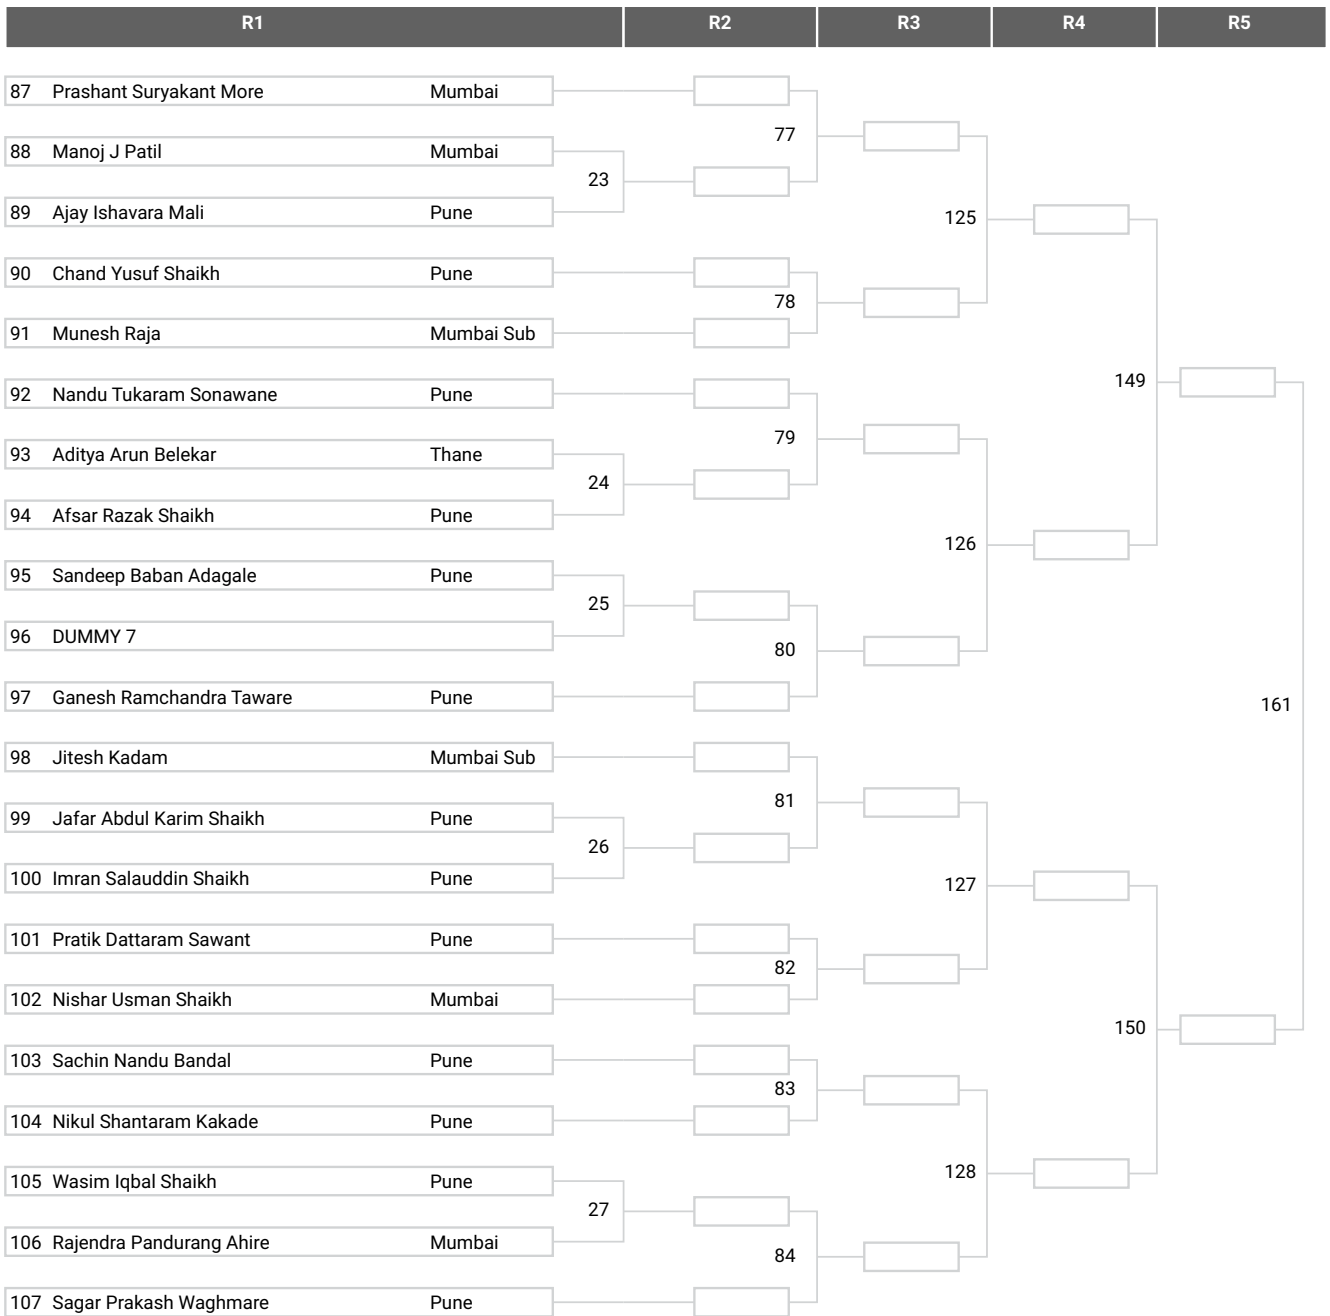 R1 R2 R3 R4 R5
87 Prashant Suryakant More Mumbai
77
88 Manoj J Patil Mumbai
23
89 Ajay Ishavara Mali Pune
125
90 Chand Yusuf Shaikh Pune
78
91 Munesh Raja Mumbai Sub
149
92 Nandu Tukaram Sonawane Pune
79
93 Aditya Arun Belekar Thane
24
94 Afsar Razak Shaikh Pune
126
95 Sandeep Baban Adagale Pune
25
96 DUMMY 7
80
97 Ganesh Ramchandra Taware Pune
161
98 Jitesh Kadam Mumbai Sub
81
99 Jafar Abdul Karim Shaikh Pune
26
100 Imran Salauddin Shaikh Pune
127
101 Pratik Dattaram Sawant Pune
82
102 Nishar Usman Shaikh Mumbai
150
103 Sachin Nandu Bandal Pune
83
104 Nikul Shantaram Kakade Pune
128
105 Wasim Iqbal Shaikh Pune
27
106 Rajendra Pandurang Ahire Mumbai
84
107 Sagar Prakash Waghmare Pune